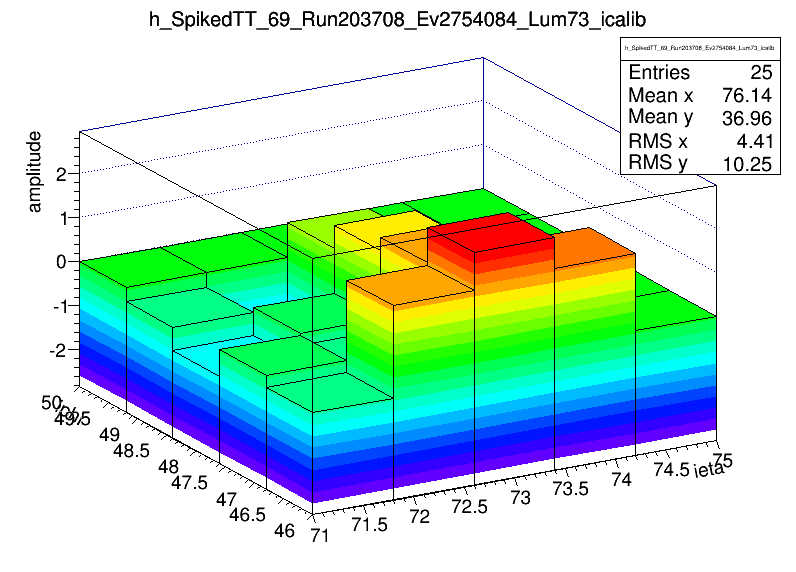 h_SpikedTT_69_Run203708_Ev2754084_Lum73_icalib
h_SpikedTT_69_Run203708_Ev2754084_Lum73_icalib
Entries 25
Mean x 76.14
Mean y 36.96
RMS x 4.41
RMS y 10.25
amplitude
2
1
0
-1
-2
50
49.5
49
48.5
48
47.5
47
46.5
46
71
71.5
72
72.5
73
73.5
74
74.5
75
ieta